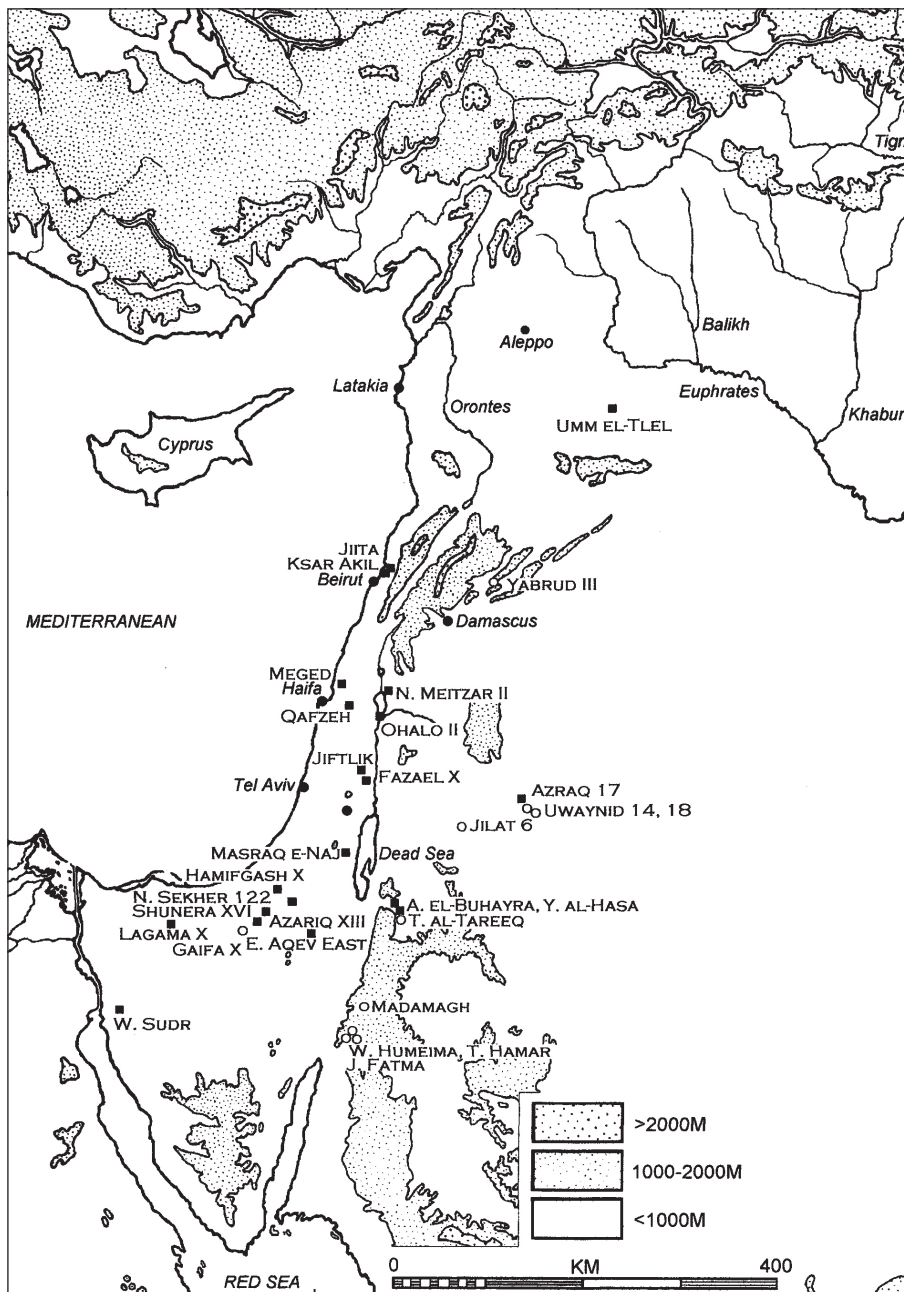 Tigr
Balikh
Aleppo
Latakia
Orontes
Euphrates
Khabur
UMM EL-TLEL
Cyprus
JIITA
KSAR AKIL
Beirut
YABRUD III
MEDITERRANEAN
Damascus
MEGED
Haifa
N. MEITZAR II
QAFZEH
OHALO II
JIFTLIK
FAZAEL X
Tel Aviv
AZRAQ 17
UWAYNID 14, 18
JILAT 6
MASRAQ E-NAJ
Dead Sea
HAMIFGASH X
N. SEKHER 122
A. EL-BUHAYRA, Y. AL-HASA
SHUNERA XVI
AZARIQ XIII
T. AL-TAREEQ
LAGAMA X
GAIFA X
E. AQEV EAST
MADAMAGH
W. SUDR
W. HUMEIMA, T. HAMAR
J. FATMA
>2000M
1000-2000M
<1000M
0 KM 400
RED SEA